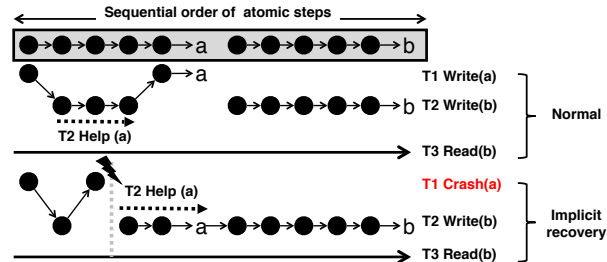 Sequential order of atomic steps
a b
a T1 Write(a)
T2 Write(b)
b
Normal
T2 Help (a)
T3 Read(b)
T1 Crash(a)
T2 Help (a)
a b
T2 Write(b)
Implicit
recovery
T3 Read(b)